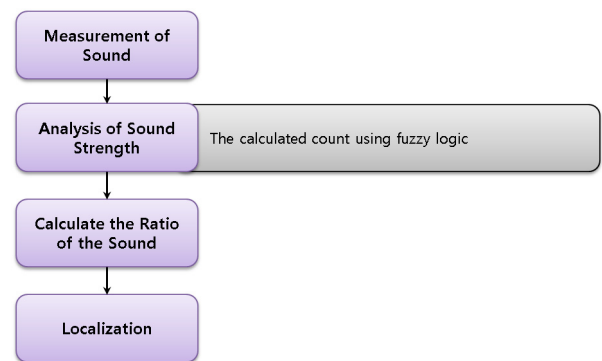 Measurement of
Sound
Analysis of Sound
Strength
The calculated count using fuzzy logic
Calculate the Ratio
of the Sound
Localization